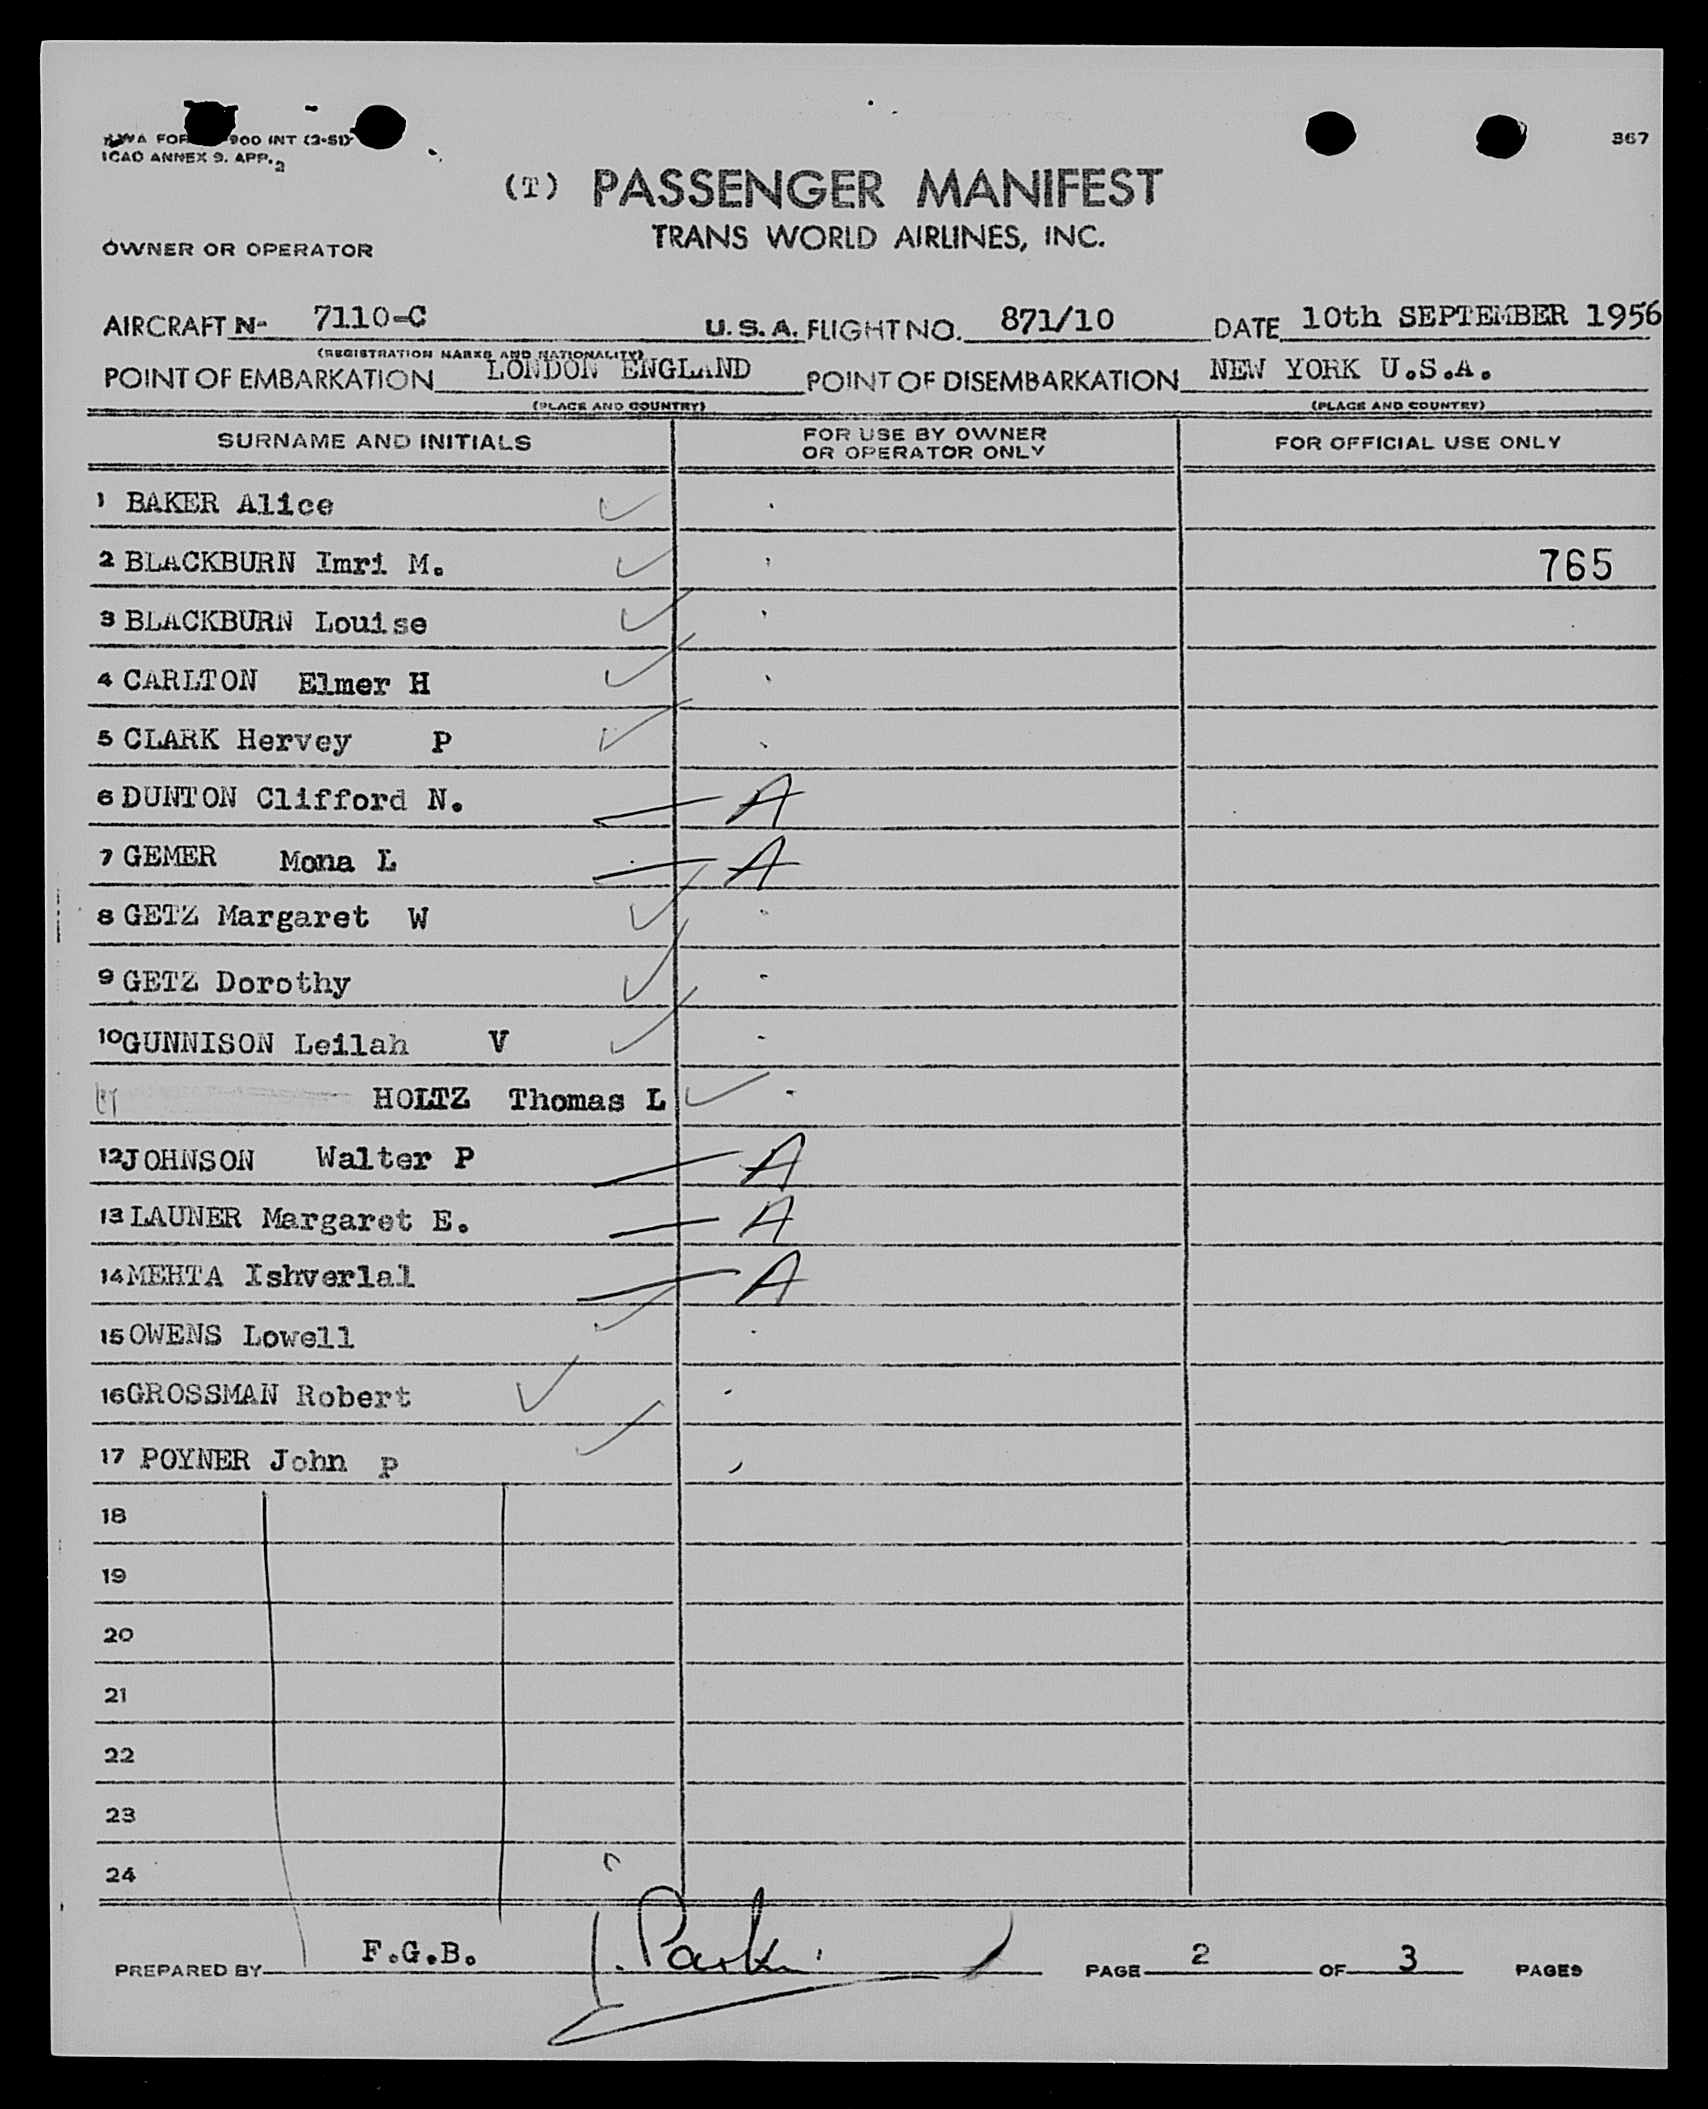 900 INT (3-51)
ICAO ANNEX 9. APP. 2
367
(T) PASSENGER MANIFEST
TRANS WORLD AIRLINES, INC.
OWNER OR OPERATOR
AIRCRAFT N- 7110-C U.S.A. FLIGHT NO. 871/10 DATE 10th SEPTEMBER 1956
(REGISTRATION MARKS AND NATIONALITY)
POINT OF EMBARKATION LONDON ENGLAND POINT OF DISEMBARKATION NEW YORK U.S.A.
(PLACE AND COUNTRY) (PLACE AND COUNTRY)
SURNAME AND INITIALS FOR USE BY OWNER OR OPERATOR ONLY FOR OFFICIAL USE ONLY
1 BAKER Alice
2 BLACKBURN Imri M. 765
3 BLACKBURN Louise
4 CARLTON Elmer H
5 CLARK Hervey P
6 DUNTON Clifford N. A
7 GEMER Mona L A
8 GETZ Margaret W
9 GETZ Dorothy
10 GUNNISON Leilah V
HOLTZ Thomas L
12 JOHNSON Walter P A
13 LAUNER Margaret E. A
14 MEHTA Ishverlal A
15 OWENS Lowell
16 GROSSMAN Robert
17 POYNER John P
18
19
20
21
22
23
24
PREPARED BY F.G.B. PAGE 2 OF 3 PAGES